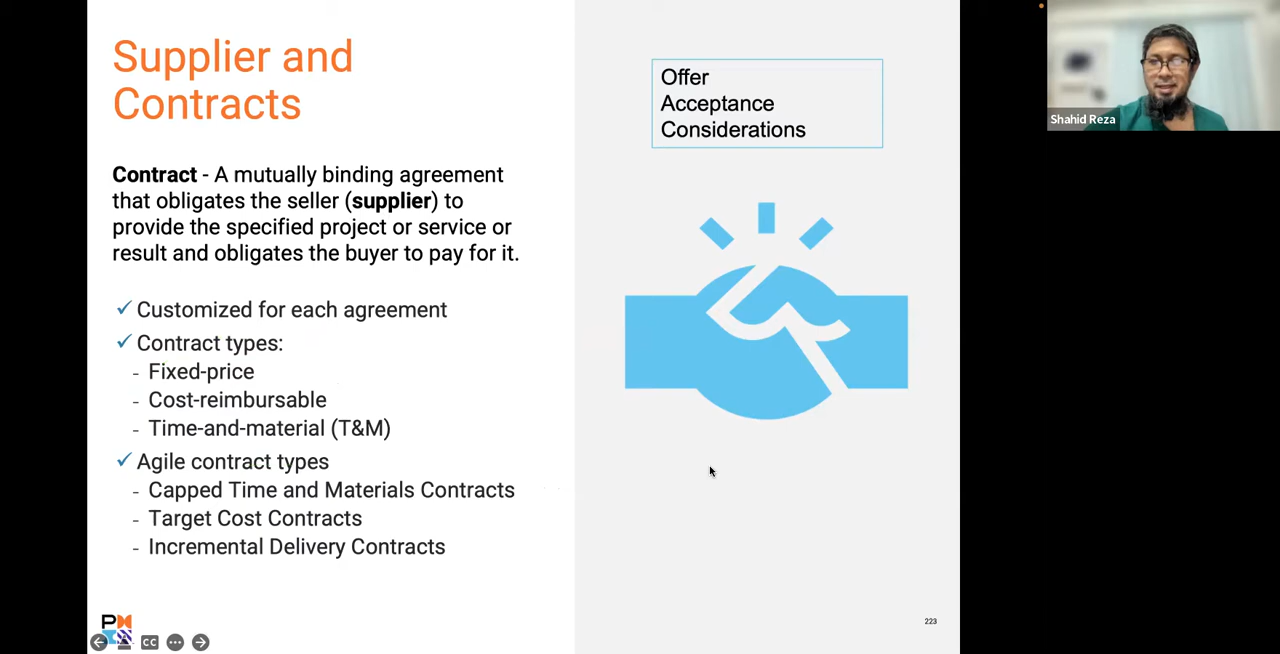 Supplier and
Contracts
Contract - A mutually binding agreement
that obligates the seller (supplier) to
provide the specified project or service or
result and obligates the buyer to pay for it.
✓ Customized for each agreement
✓ Contract types:
- Fixed-price
- Cost-reimbursable
- Time-and-material (T&M)
✓ Agile contract types
- Capped Time and Materials Contracts
- Target Cost Contracts
- Incremental Delivery Contracts
Offer
Acceptance
Considerations
223
CC
Shahid Reza